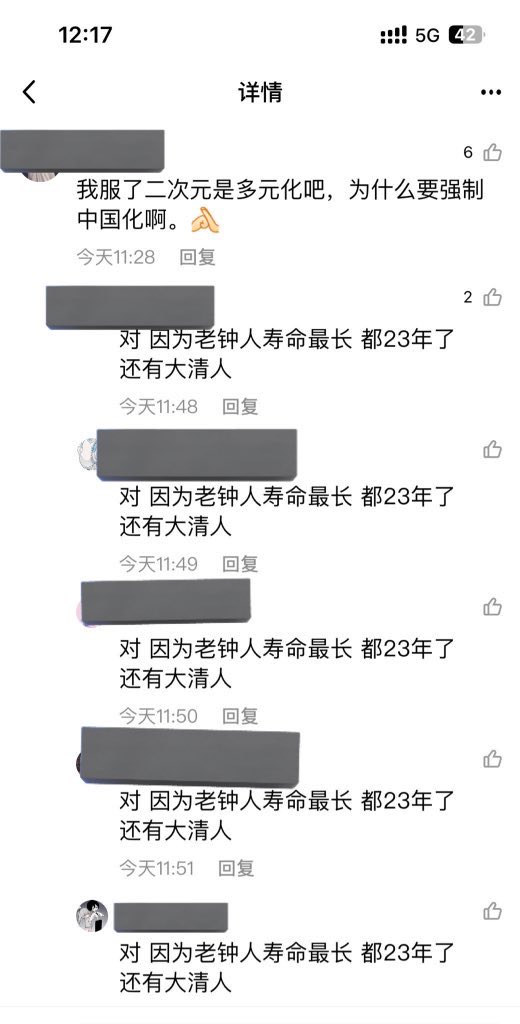 12:17
5G 42
详情
6
我服了二次元是多元化吧，为什么要强制
中国化啊。
今天11:28 回复
2
对 因为老钟人寿命最长 都23年了
还有大清人
今天11:48 回复
对 因为老钟人寿命最长 都23年了
还有大清人
今天11:49 回复
对 因为老钟人寿命最长 都23年了
还有大清人
今天11:50 回复
对 因为老钟人寿命最长 都23年了
还有大清人
今天11:51 回复
对 因为老钟人寿命最长 都23年了
还有大清人